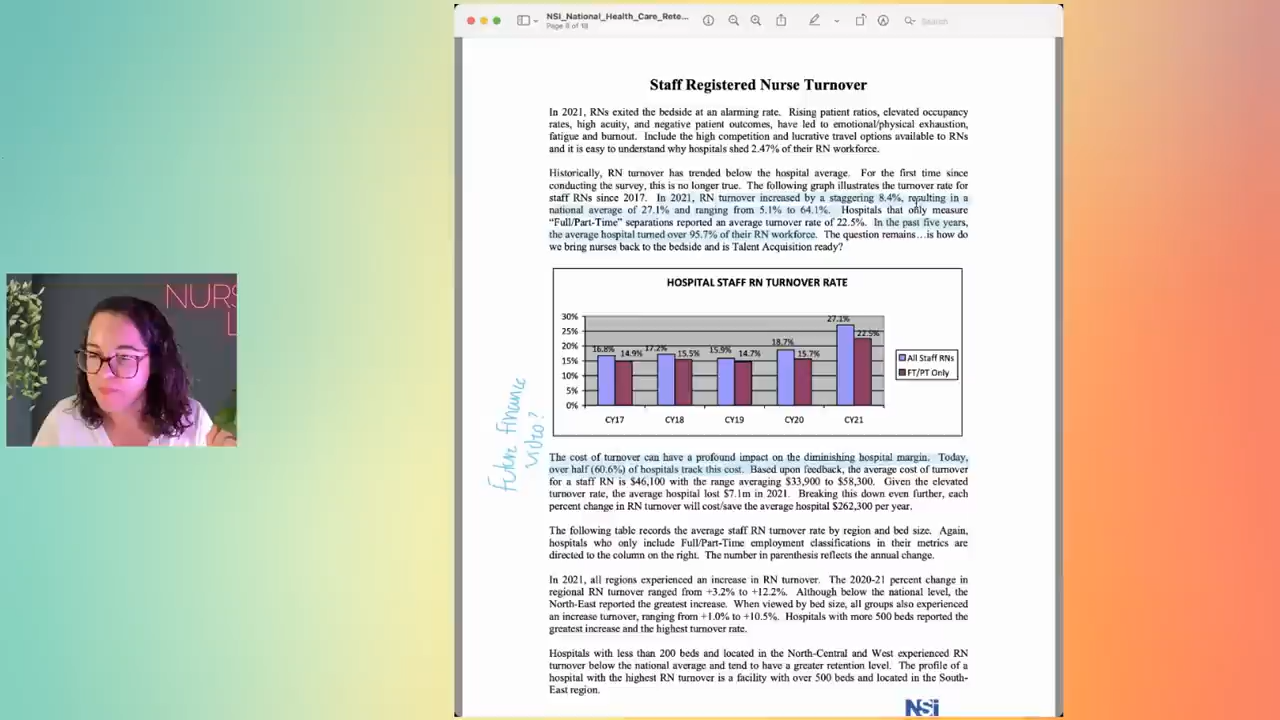 NSI_National_Health_Care_Rete...
Page 8 of 18
Search
Staff Registered Nurse Turnover
In 2021, RNs exited the bedside at an alarming rate. Rising patient ratios, elevated occupancy
rates, high acuity, and negative patient outcomes, have led to emotional/physical exhaustion,
fatigue and burnout. Include the high competition and lucrative travel options available to RNs
and it is easy to understand why hospitals shed 2.47% of their RN workforce.
Historically, RN turnover has trended below the hospital average. For the first time since
conducting the survey, this is no longer true. The following graph illustrates the turnover rate for
staff RNs since 2017. In 2021, RN turnover increased by a staggering 8.4%, resulting in a
national average of 27.1% and ranging from 5.1% to 64.1%. Hospitals that only measure
“Full/Part-Time” separations reported an average turnover rate of 22.5%. In the past five years,
the average hospital turned over 95.7% of their RN workforce. The question remains…is how do
we bring nurses back to the bedside and is Talent Acquisition ready?
HOSPITAL STAFF RN TURNOVER RATE
30%
25%
20%
15%
10%
5%
0%
16.8% 14.9% 17.2% 15.5% 15.9% 14.7% 18.7% 15.7% 27.1% 22.5%
CY17 CY18 CY19 CY20 CY21
All Staff RNs
FT/PT Only
Future Finance
video?
The cost of turnover can have a profound impact on the diminishing hospital margin. Today,
over half (60.6%) of hospitals track this cost. Based upon feedback, the average cost of turnover
for a staff RN is $46,100 with the range averaging $33,900 to $58,300. Given the elevated
turnover rate, the average hospital lost $7.1m in 2021. Breaking this down even further, each
percent change in RN turnover will cost/save the average hospital $262,300 per year.
The following table records the average staff RN turnover rate by region and bed size. Again,
hospitals who only include Full/Part-Time employment classifications in their metrics are
directed to the column on the right. The number in parenthesis reflects the annual change.
In 2021, all regions experienced an increase in RN turnover. The 2020-21 percent change in
regional RN turnover ranged from +3.2% to +12.2%. Although below the national level, the
North-East reported the greatest increase. When viewed by bed size, all groups also experienced
an increase turnover, ranging from +1.0% to +10.5%. Hospitals with more 500 beds reported the
greatest increase and the highest turnover rate.
Hospitals with less than 200 beds and located in the North-Central and West experienced RN
turnover below the national average and tend to have a greater retention level. The profile of a
hospital with the highest RN turnover is a facility with over 500 beds and located in the South-
East region.
NSi
NURS
L